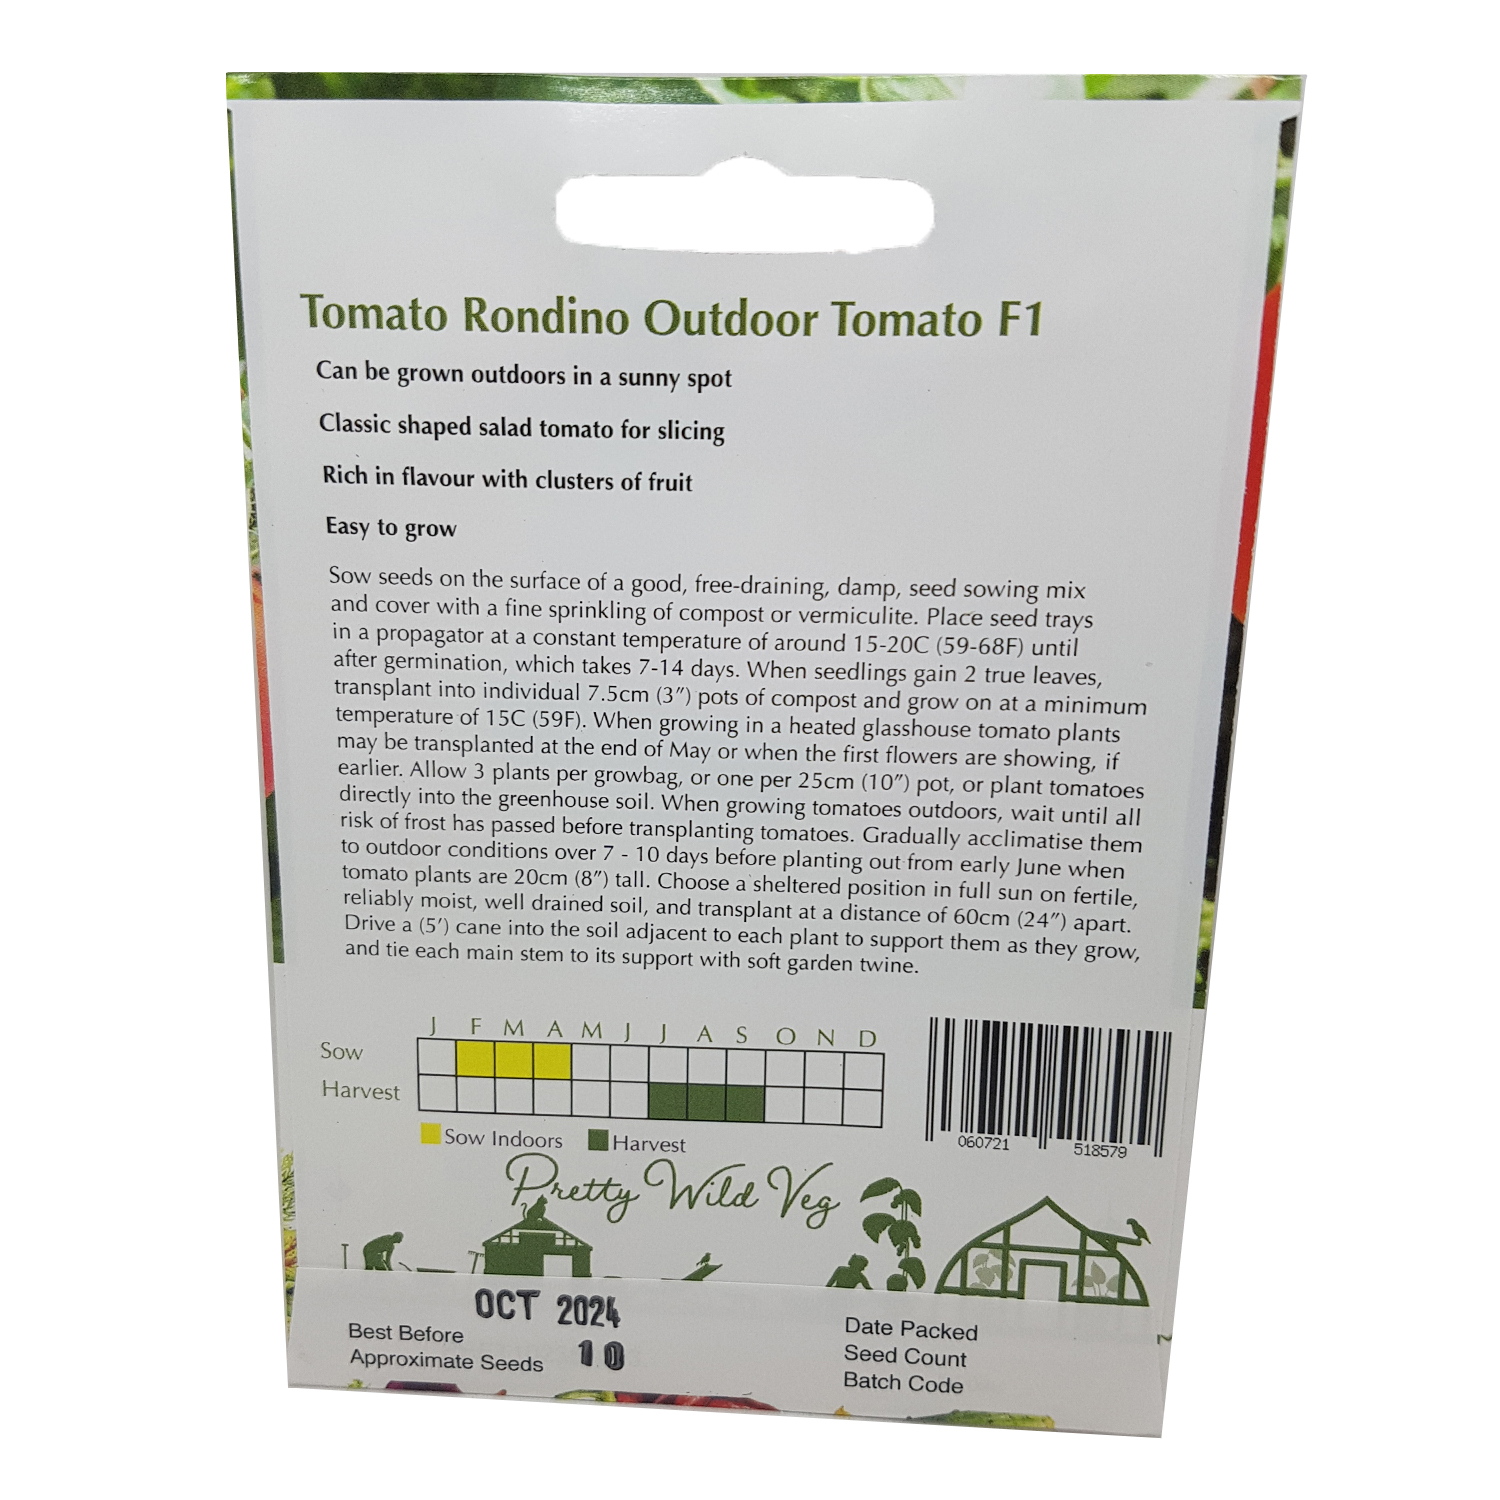 Tomato Rondino Outdoor Tomato F1
Can be grown outdoors in a sunny spot
Classic shaped salad tomato for slicing
Rich in flavour with clusters of fruit
Easy to grow
Sow seeds on the surface of a good, free-draining, damp, seed sowing mix
and cover with a fine sprinkling of compost or vermiculite. Place seed trays
in a propagator at a constant temperature of around 15-20C (59-68F) until
after germination, which takes 7-14 days. When seedlings gain 2 true leaves,
transplant into individual 7.5cm (3″) pots of compost and grow on at a minimum
temperature of 15C (59F). When growing in a heated glasshouse tomato plants
may be transplanted at the end of May or when the first flowers are showing, if
earlier. Allow 3 plants per growbag, or one per 25cm (10″) pot, or plant tomatoes
directly into the greenhouse soil. When growing tomatoes outdoors, wait until all
risk of frost has passed before transplanting tomatoes. Gradually acclimatise them
to outdoor conditions over 7 - 10 days before planting out from early June when
tomato plants are 20cm (8″) tall. Choose a sheltered position in full sun on fertile,
reliably moist, well drained soil, and transplant at a distance of 60cm (24″) apart.
Drive a (5′) cane into the soil adjacent to each plant to support them as they grow,
and tie each main stem to its support with soft garden twine.
J F M A M J J A S O N D
Sow
Harvest
Sow Indoors Harvest
060721 518579
Pretty Wild Veg
OCT 2024
Best Before
Approximate Seeds 10
Date Packed
Seed Count
Batch Code